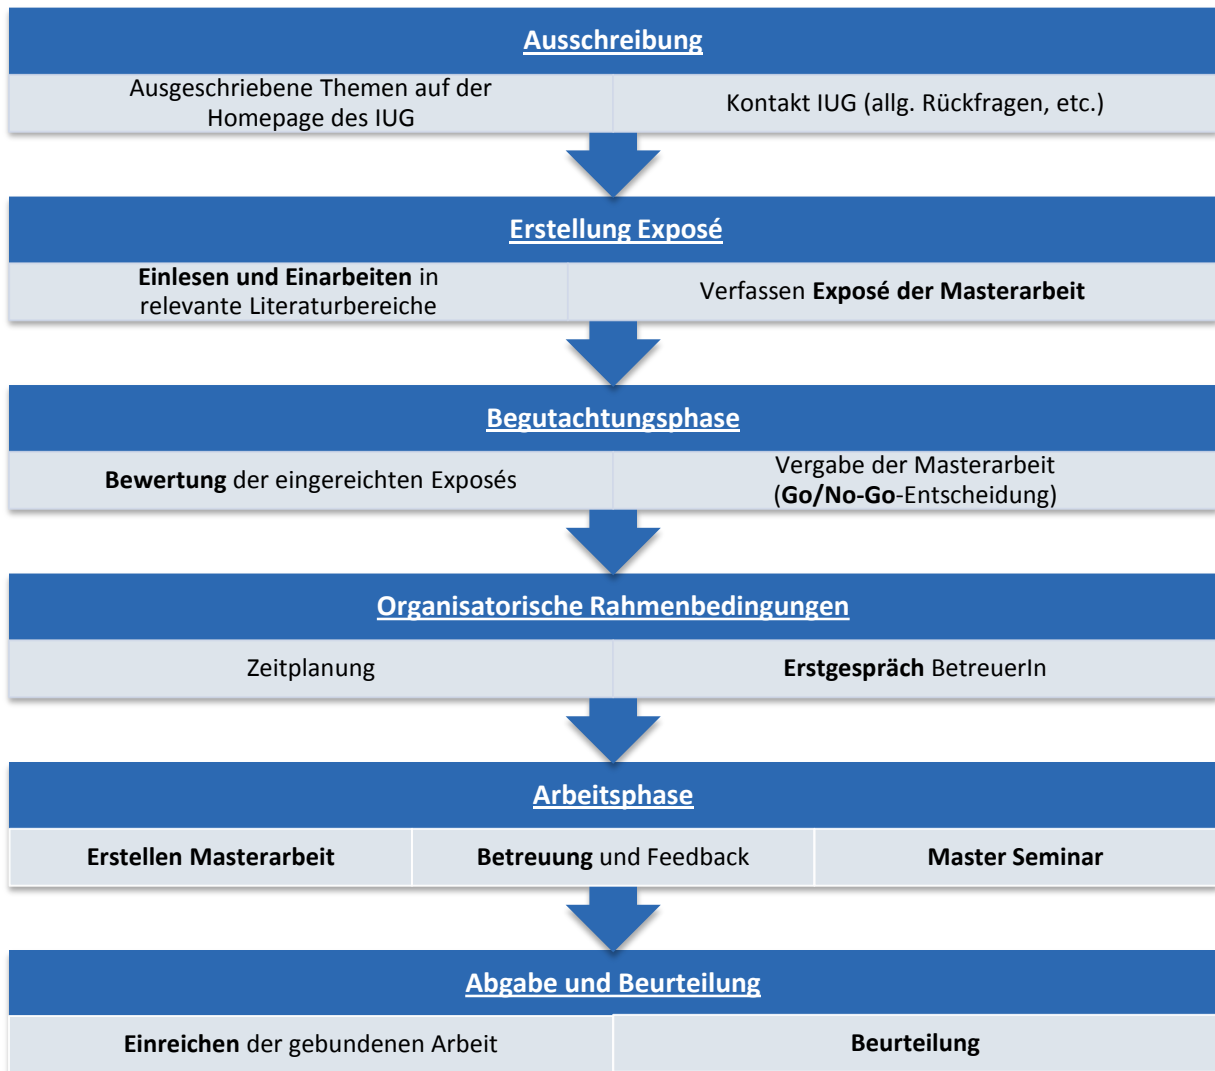 Ausschreibung
Ausgeschriebene Themen auf der
Homepage des IUG
Kontakt IUG (allg. Rückfragen, etc.)
Erstellung Exposé
Einlesen und Einarbeiten in
relevante Literaturbereiche
Verfassen Exposé der Masterarbeit
Begutachtungsphase
Bewertung der eingereichten Exposés
Vergabe der Masterarbeit
(Go/No-Go-Entscheidung)
Organisatorische Rahmenbedingungen
Zeitplanung
Erstgespräch BetreuerIn
Arbeitsphase
Erstellen Masterarbeit
Betreuung und Feedback
Master Seminar
Abgabe und Beurteilung
Einreichen der gebundenen Arbeit
Beurteilung